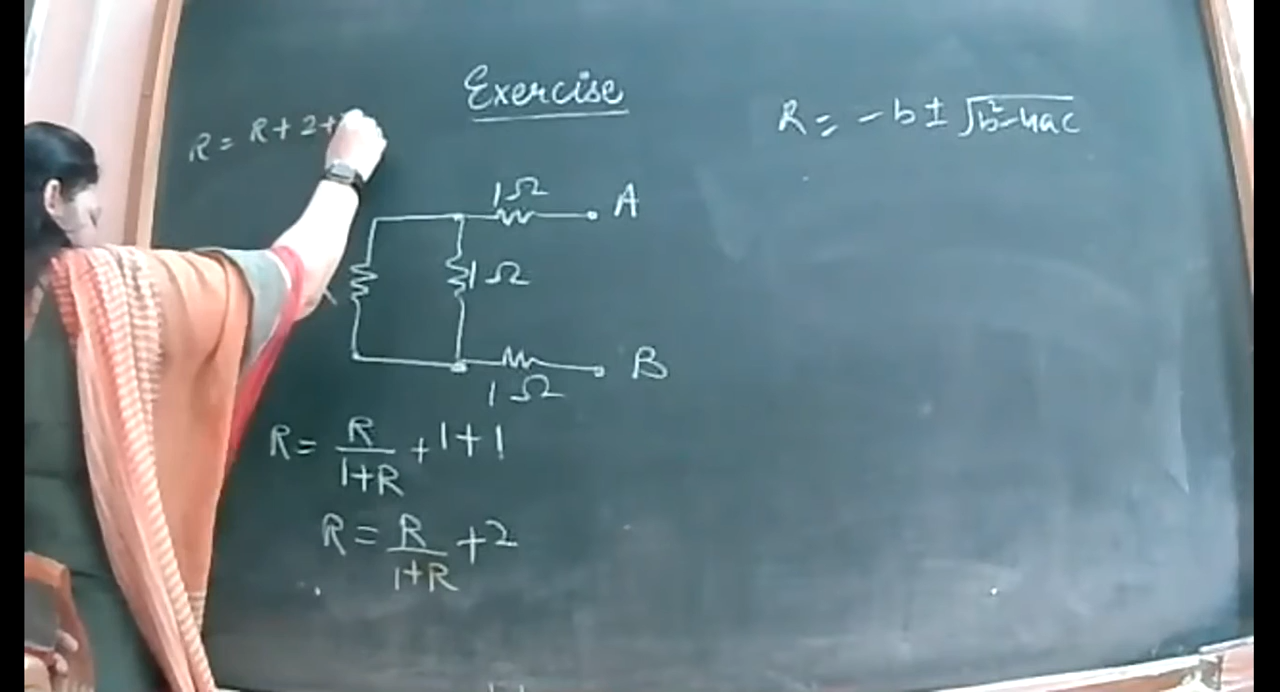 Exercise
R = R + 2 +
R = -b ± √b²-4ac
1Ω
A
1Ω
B
1Ω
R = R/1+R + 1+1
R = R/1+R + 2